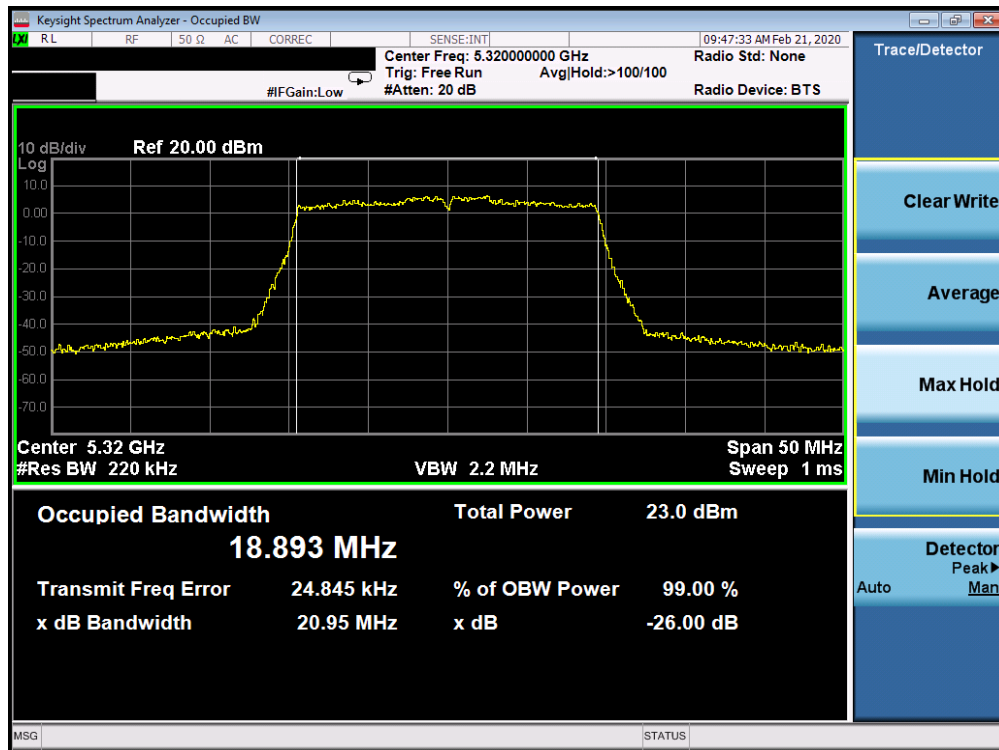 Keysight Spectrum Analyzer - Occupied BW
LXI RL RF 50 Ω AC CORREC SENSE:INT 09:47:33 AM Feb 21, 2020
Center Freq: 5.320000000 GHz Radio Std: None
Trig: Free Run Avg|Hold:>100/100
#IFGain:Low #Atten: 20 dB Radio Device: BTS
10 dB/div Ref 20.00 dBm
Log
10.0
0.00
-10.0
-20.0
-30.0
-40.0
-50.0
-60.0
-70.0
Center 5.32 GHz Span 50 MHz
#Res BW 220 kHz VBW 2.2 MHz Sweep 1 ms
Occupied Bandwidth Total Power 23.0 dBm
18.893 MHz
Transmit Freq Error 24.845 kHz % of OBW Power 99.00 %
x dB Bandwidth 20.95 MHz x dB -26.00 dB
MSG STATUS
Trace/Detector
Clear Write
Average
Max Hold
Min Hold
Detector
Peak▶
Auto Man